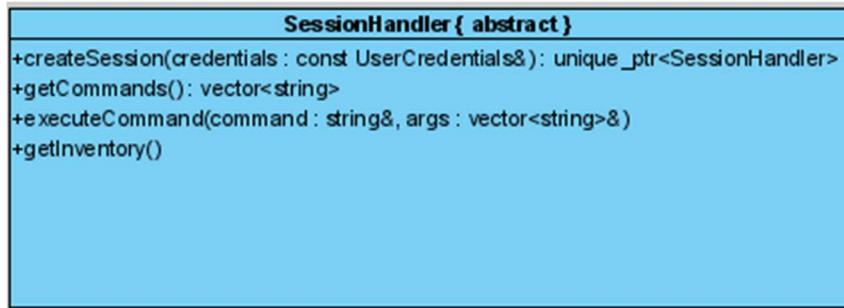 SessionHandler { abstract }
+createSession(credentials : const UserCredentials&) : unique_ptr<SessionHandler>
+getCommands() : vector<string>
+executeCommand(command : string&, args : vector<string>&)
+getInventory()